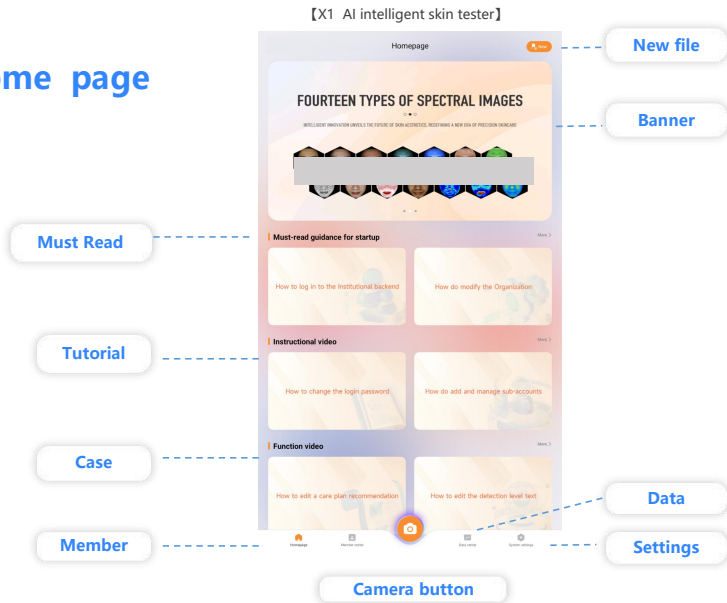 【X1 AI intelligent skin tester】
ome page
Homepage
New
New file
FOURTEEN TYPES OF SPECTRAL IMAGES
INTELLIGENT INNOVATION UNVEILS THE FUTURE OF SKIN AESTHETICS, REDEFINING A NEW ERA OF PRECISION SKINCARE
Banner
Must Read
Must-read guidance for startup
More >
How to log in to the Institutional backend
How do modify the Organization
Tutorial
Instructional video
More >
How to change the login password
How do add and manage sub-accounts
Case
Function video
More >
How to edit a care plan recommendation
How to edit the detection level text
Data
Member
Homepage
Member center
Data center
System settings
Settings
Camera button